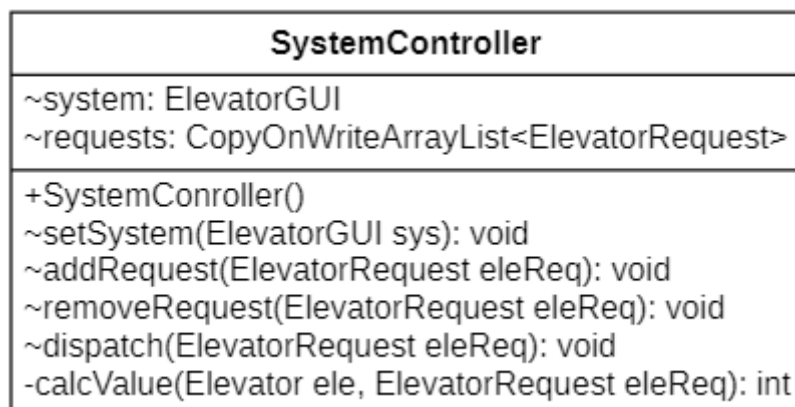 SystemController
~system: ElevatorGUI
~requests: CopyOnWriteArrayList<ElevatorRequest>
+SystemConroller()
~setSystem(ElevatorGUI sys): void
~addRequest(ElevatorRequest eleReq): void
~removeRequest(ElevatorRequest eleReq): void
~dispatch(ElevatorRequest eleReq): void
-calcValue(Elevator ele, ElevatorRequest eleReq): int